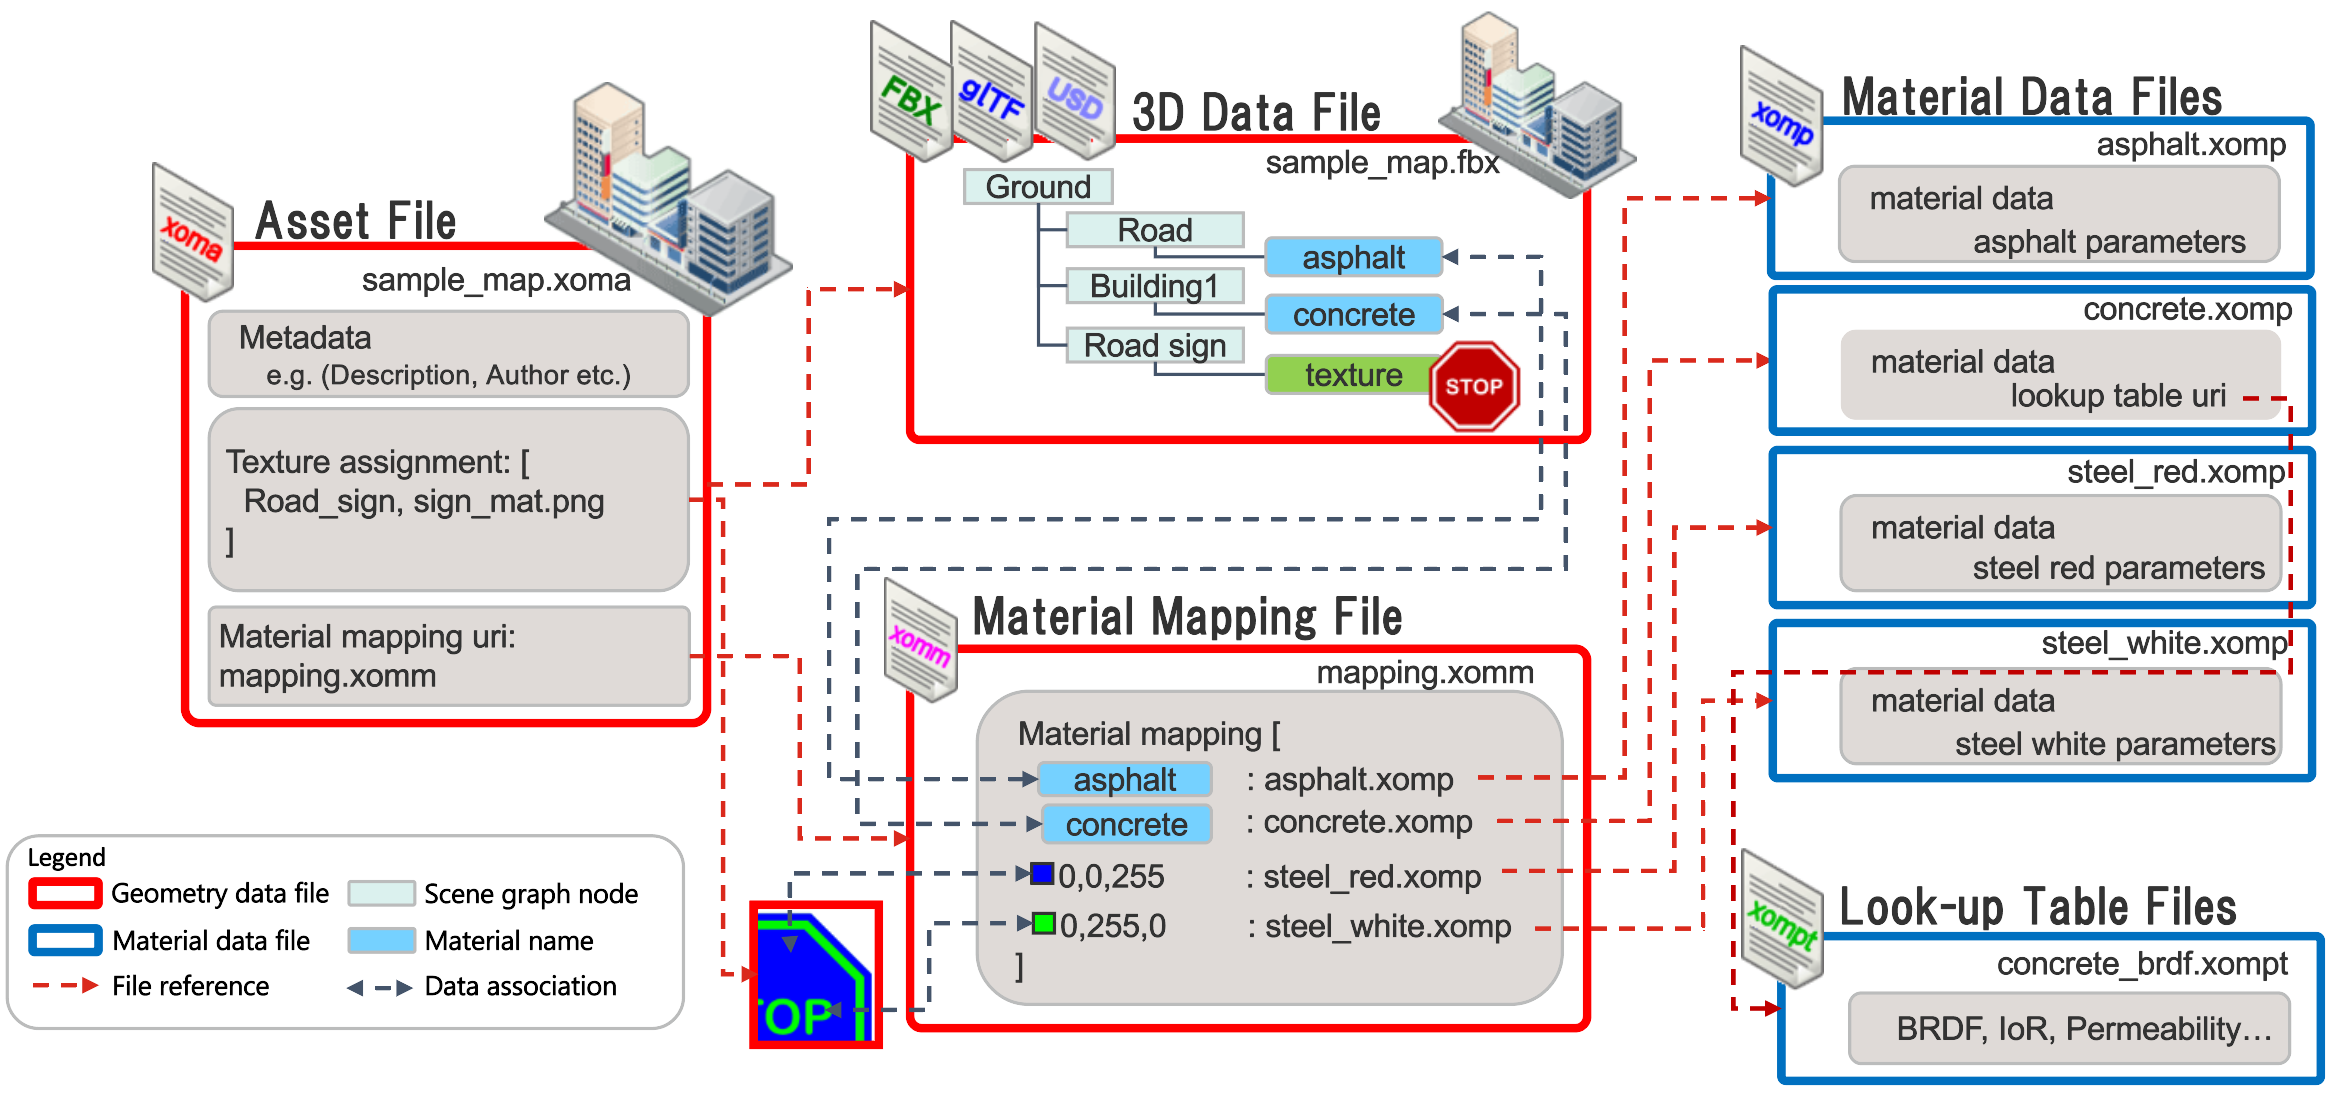 xoma
Asset File
sample_map.xoma
Metadata
e.g. (Description, Author etc.)
Texture assignment: [
Road_sign, sign_mat.png
]
Material mapping uri:
mapping.xomm
FBX
glTF
USD
3D Data File
sample_map.fbx
Ground
Road
asphalt
Building1
concrete
Road sign
texture
STOP
xomm
Material Mapping File
mapping.xomm
Material mapping [
asphalt : asphalt.xomp
concrete : concrete.xomp
0,0,255 : steel_red.xomp
0,255,0 : steel_white.xomp
]
TOP
xomp
Material Data Files
asphalt.xomp
material data
asphalt parameters
concrete.xomp
material data
lookup table uri
steel_red.xomp
material data
steel red parameters
steel_white.xomp
material data
steel white parameters
xompt
Look-up Table Files
concrete_brdf.xompt
BRDF, IoR, Permeability...
Legend
Geometry data file
Scene graph node
Material data file
Material name
File reference
Data association